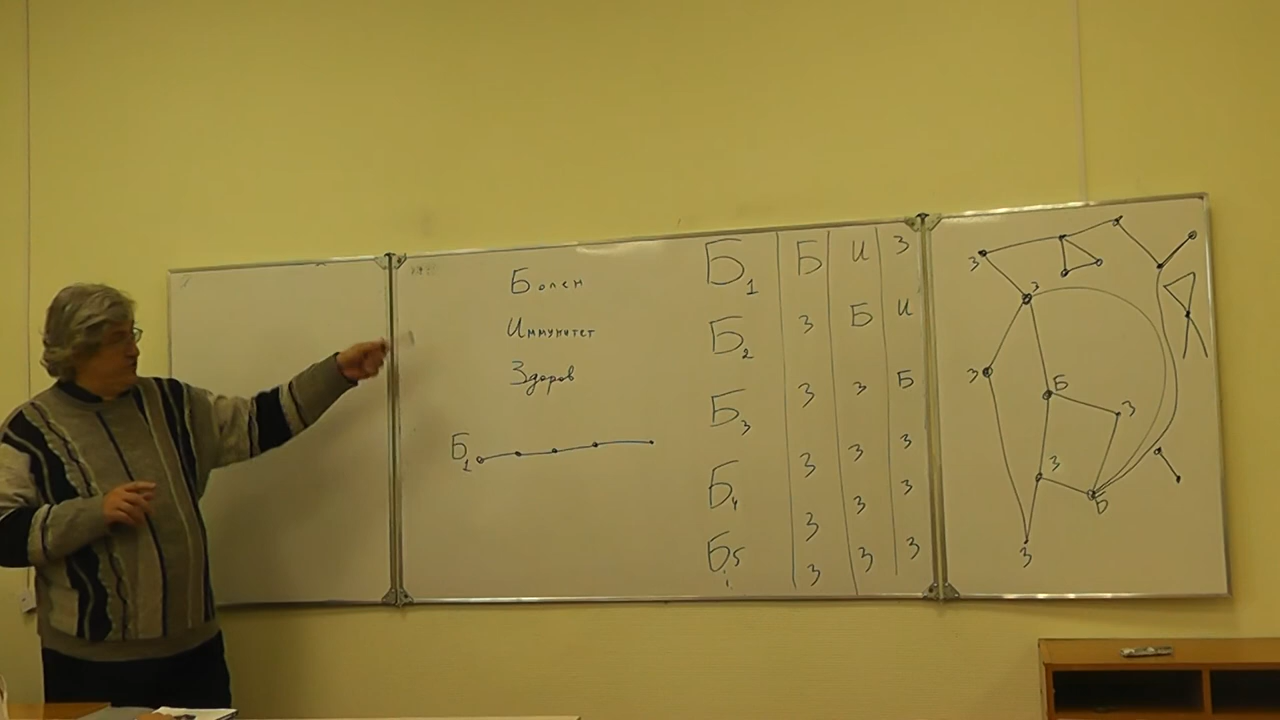 Болен
Иммунитет
Здоров
Б1
Б1 Б И З
Б2 З Б И
Б3 З З Б
Б4 З З З
Б5 З З З
З З З
З
З
З
Б
З
З
Б
З